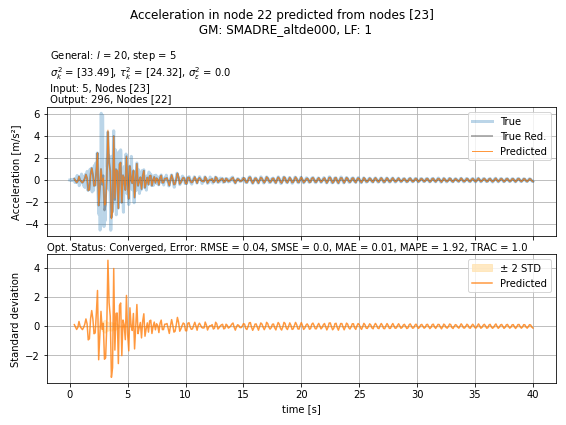 Acceleration in node 22 predicted from nodes [23]
GM: SMADRE_altde000, LF: 1
General: l = 20, step = 5
σ²ₖ = [33.49], τ²ₖ = [24.32], σ²ε = 0.0
Input: 5, Nodes [23]
Output: 296, Nodes [22]
6
4
2
0
−2
−4
Acceleration [m/s²]
True
True Red.
Predicted
Opt. Status: Converged, Error: RMSE = 0.04, SMSE = 0.0, MAE = 0.01, MAPE = 1.92, TRAC = 1.0
4
2
0
−2
Standard deviation
± 2 STD
Predicted
0 5 10 15 20 25 30 35 40
time [s]